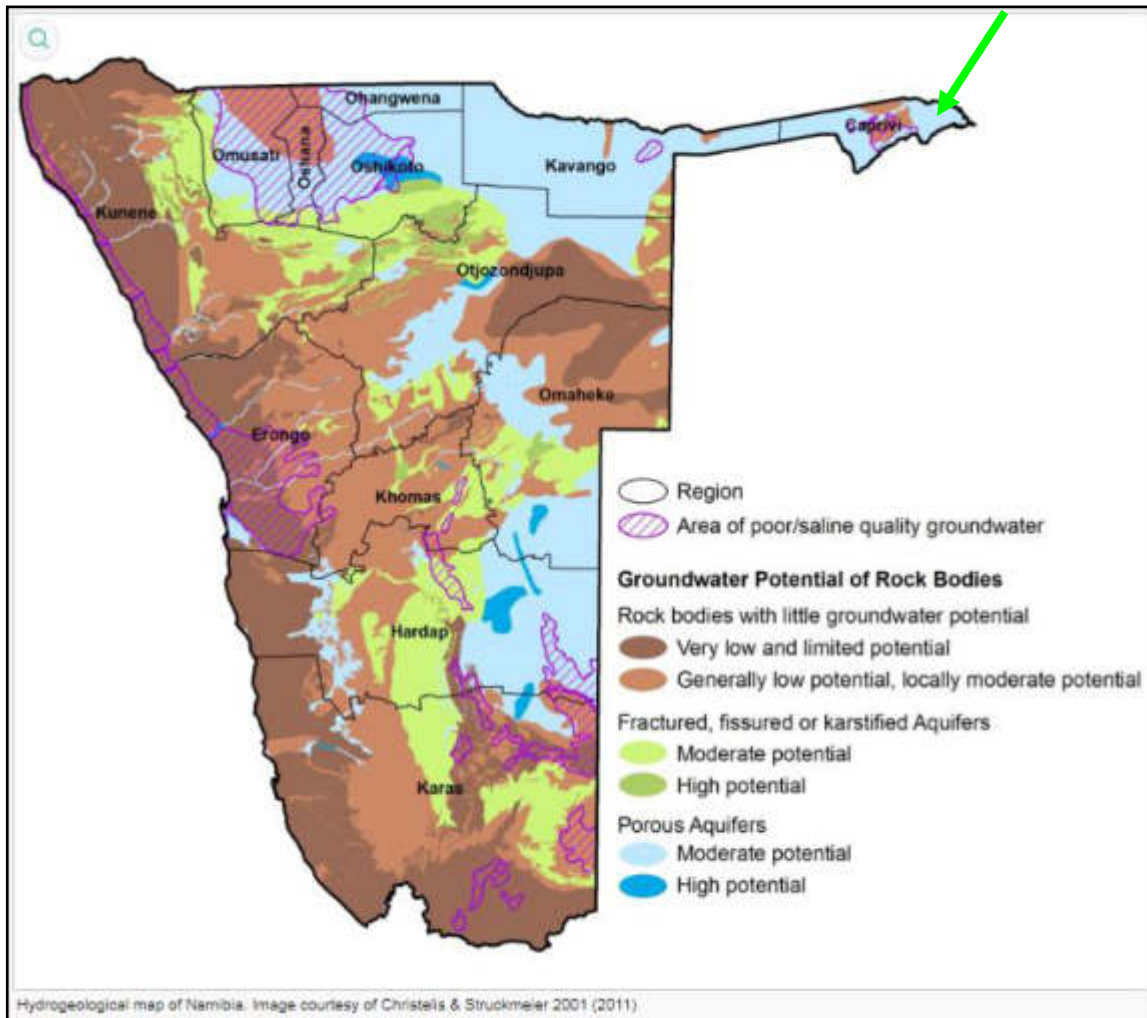 Ohangwena
Omusati
Oshana
Oshikoto
Kavango
Caprivi
Kunene
Otjozondjupa
Omaheke
Erongo
Khomas
Hardap
Karas
Region
Area of poor/saline quality groundwater
Groundwater Potential of Rock Bodies
Rock bodies with little groundwater potential
Very low and limited potential
Generally low potential, locally moderate potential
Fractured, fissured or karstified Aquifers
Moderate potential
High potential
Porous Aquifers
Moderate potential
High potential
Hydrogeological map of Namibia. Image courtesy of Christelis & Struckmeier 2001 (2011)